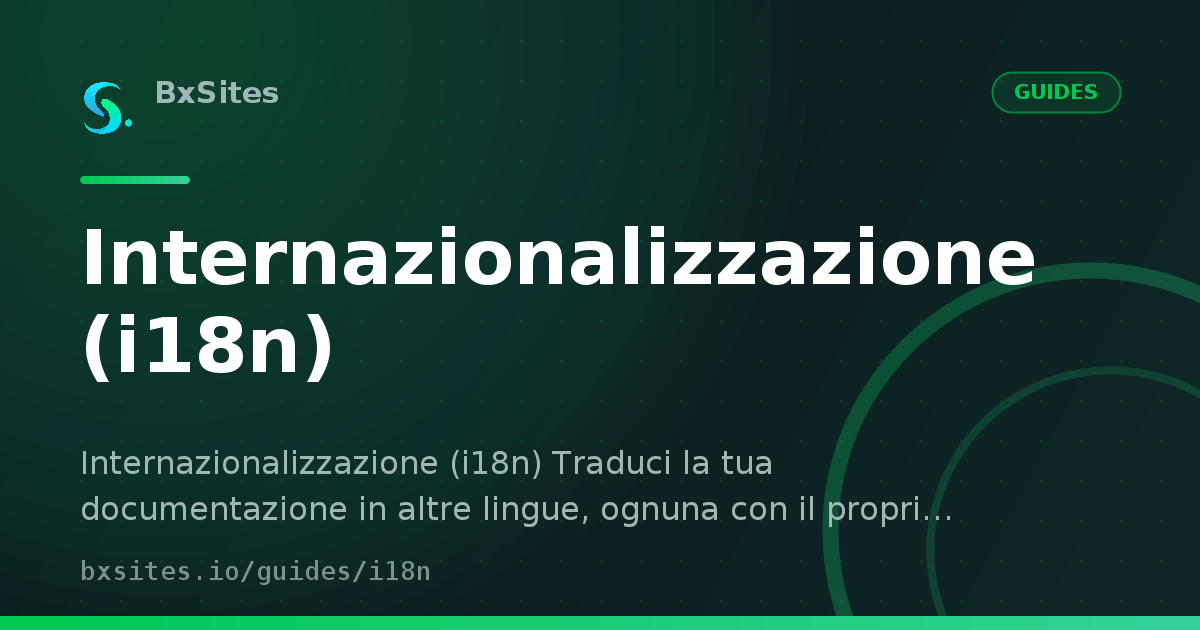 BxSites
GUIDES
Internazionalizzazione
(i18n)
Internazionalizzazione (i18n) Traduci la tua
documentazione in altre lingue, ognuna con il propri…
bxsites.io/guides/i18n